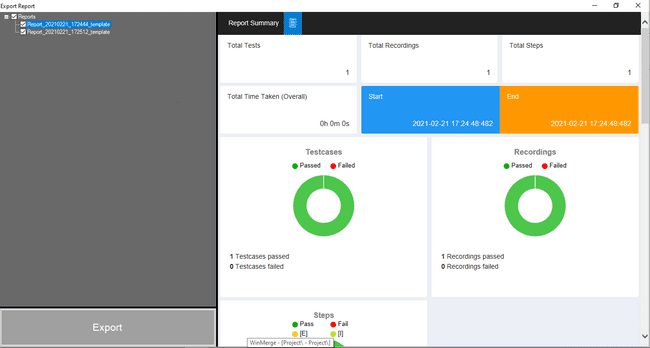 Export Report
Reports
Report_20210221_172444_template
Report_20210221_172512_template
Export
Report Summary
Total Tests
1
Total Recordings
1
Total Steps
1
Total Time Taken (Overall)
0h 0m 0s
Start
2021-02-21 17:24:48:482
End
2021-02-21 17:24:48:482
Testcases
Passed Failed
1 Testcases passed
0 Testcases failed
Recordings
Passed Failed
1 Recordings passed
0 Recordings failed
Steps
Pass Fail
[E] [I]
WinMerge - [Project\ - Project\]